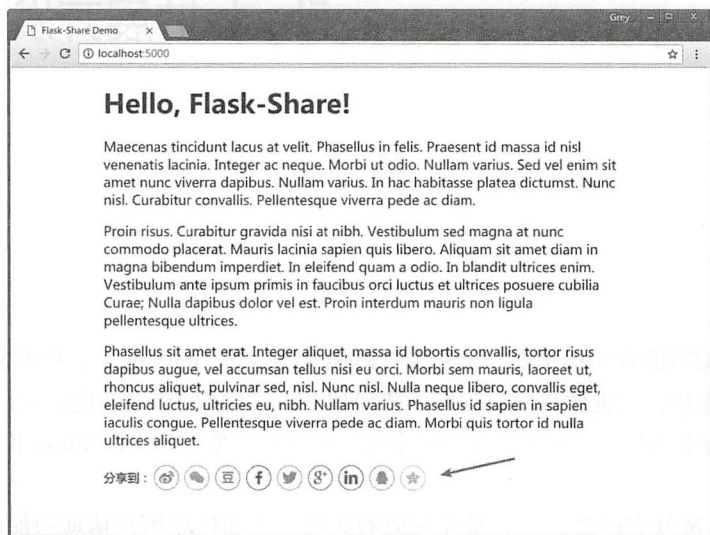 Grey
Flask-Share Demo
localhost:5000
Hello, Flask-Share!
Maecenas tincidunt lacus at velit. Phasellus in felis. Praesent id massa id nisl
venenatis lacinia. Integer ac neque. Morbi ut odio. Nullam varius. Sed vel enim sit
amet nunc viverra dapibus. Nullam varius. In hac habitasse platea dictumst. Nunc
nisl. Curabitur convallis. Pellentesque viverra pede ac diam.
Proin risus. Curabitur gravida nisi at nibh. Vestibulum sed magna at nunc
commodo placerat. Mauris lacinia sapien quis libero. Aliquam sit amet diam in
magna bibendum imperdiet. In eleifend quam a odio. In blandit ultrices enim.
Vestibulum ante ipsum primis in faucibus orci luctus et ultrices posuere cubilia
Curae; Nulla dapibus dolor vel est. Proin interdum mauris non ligula
pellentesque ultrices.
Phasellus sit amet erat. Integer aliquet, massa id lobortis convallis, tortor risus
dapibus augue, vel accumsan tellus nisi eu orci. Morbi sem mauris, laoreet ut,
rhoncus aliquet, pulvinar sed, nisl. Nunc nisl. Nulla neque libero, convallis eget,
eleifend luctus, ultricies eu, nibh. Nullam varius. Phasellus id sapien in sapien
iaculis congue. Pellentesque viverra pede ac diam. Morbi quis tortor id nulla
ultrices aliquet.
分享到： 豆 f g+ in